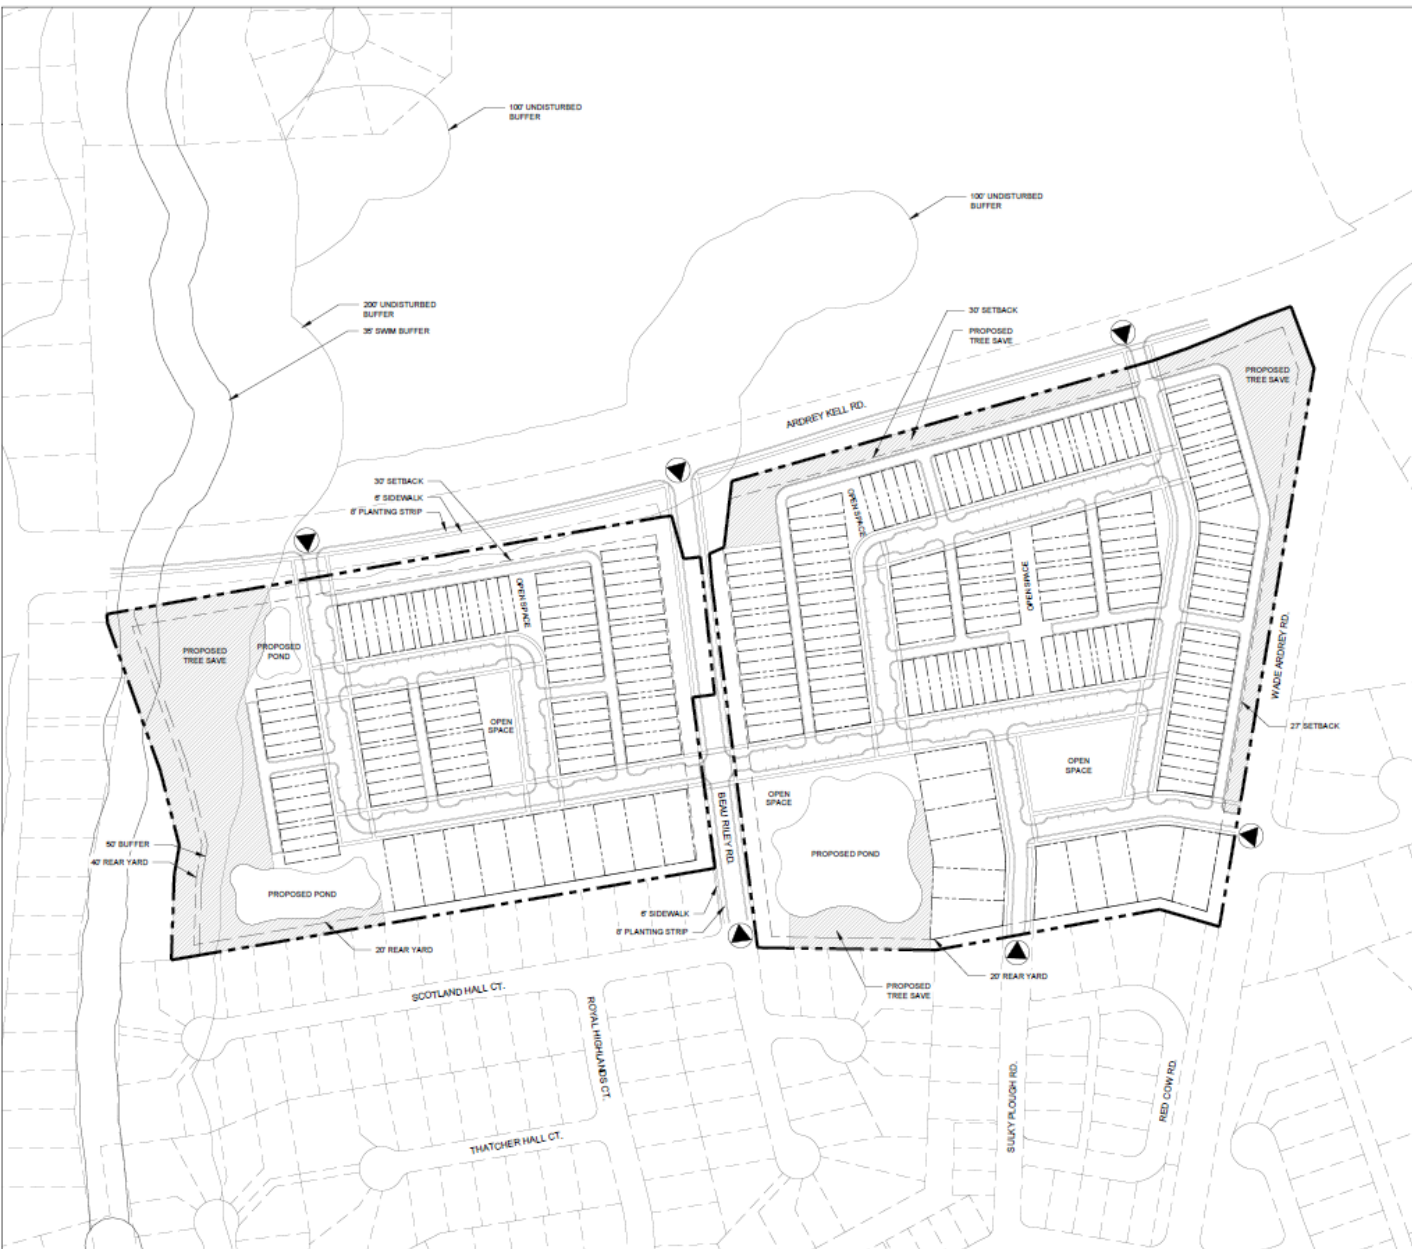 100' UNDISTURBED
BUFFER
100' UNDISTURBED
BUFFER
200' UNDISTURBED
BUFFER
35' SWIM BUFFER
30' SETBACK
PROPOSED
TREE SAVE
PROPOSED
TREE SAVE
ARDREY KELL RD.
30' SETBACK
6' SIDEWALK
8' PLANTING STRIP
OPEN SPACE
OPEN SPACE
OPEN SPACE
PROPOSED
POND
PROPOSED
TREE SAVE
WADE ARDREY RD.
OPEN
SPACE
27' SETBACK
OPEN
SPACE
OPEN
SPACE
BEAU RILEY RD.
50' BUFFER
40' REAR YARD
PROPOSED POND
PROPOSED POND
6' SIDEWALK
8' PLANTING STRIP
20' REAR YARD
20' REAR YARD
PROPOSED
TREE SAVE
SCOTLAND HALL CT.
ROYAL HIGHLANDS CT.
SULKY PLOUGH RD.
RED COW RD.
THATCHER HALL CT.